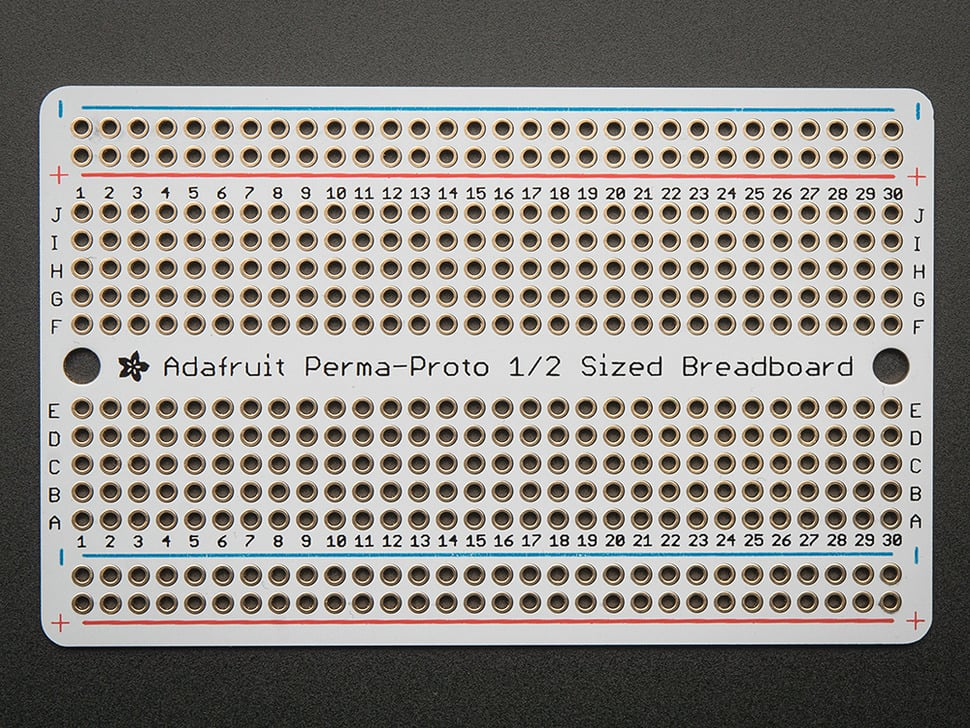 | |
+ +
1 2 3 4 5 6 7 8 9 10 11 12 13 14 15 16 17 18 19 20 21 22 23 24 25 26 27 28 29 30
J J
I I
H H
G G
F F
Adafruit Perma-Proto 1/2 Sized Breadboard
E E
D D
C C
B B
A A
1 2 3 4 5 6 7 8 9 10 11 12 13 14 15 16 17 18 19 20 21 22 23 24 25 26 27 28 29 30
| |
+ +